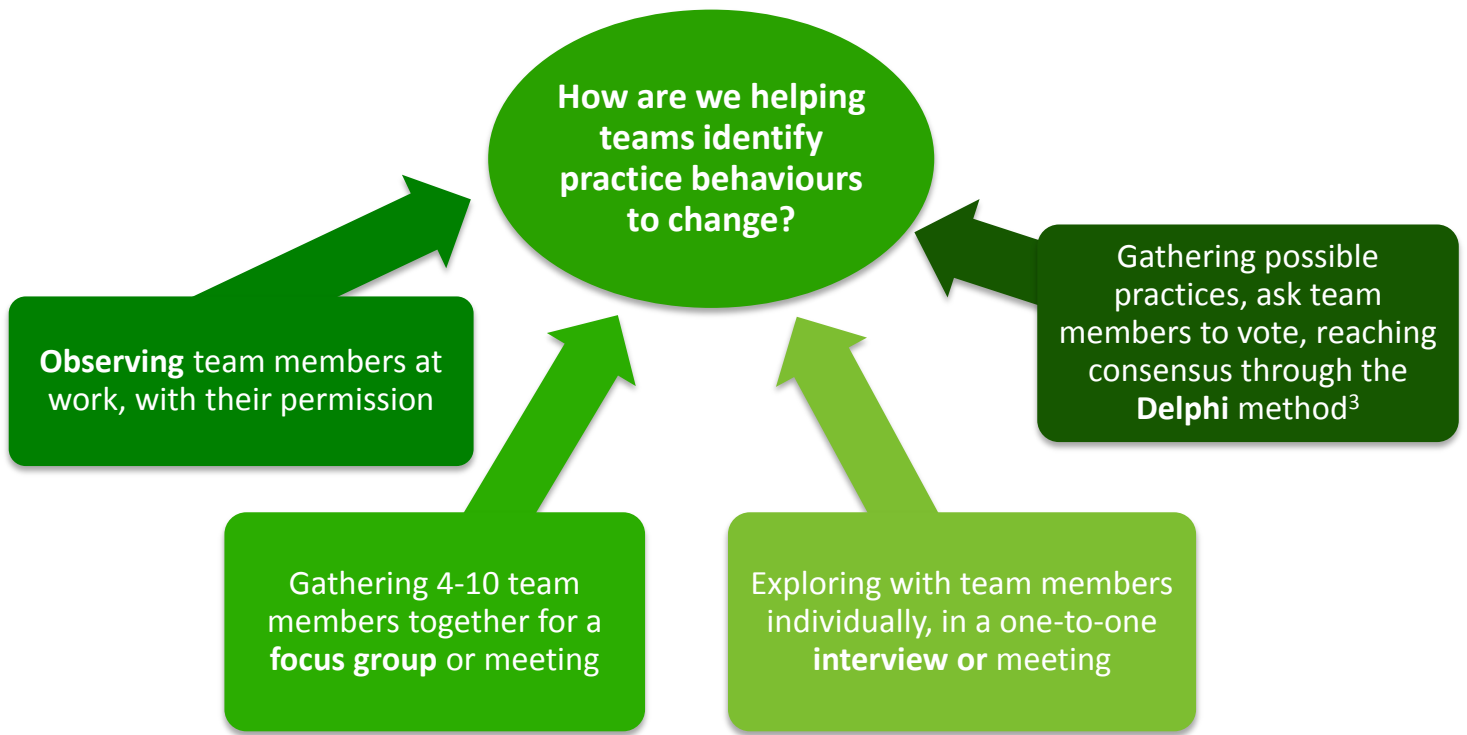 How are we helping
teams identify
practice behaviours
to change?
Observing team members at
work, with their permission
Gathering 4-10 team
members together for a
focus group or meeting
Exploring with team members
individually, in a one-to-one
interview or meeting
Gathering possible
practices, ask team
members to vote, reaching
consensus through the
Delphi method³